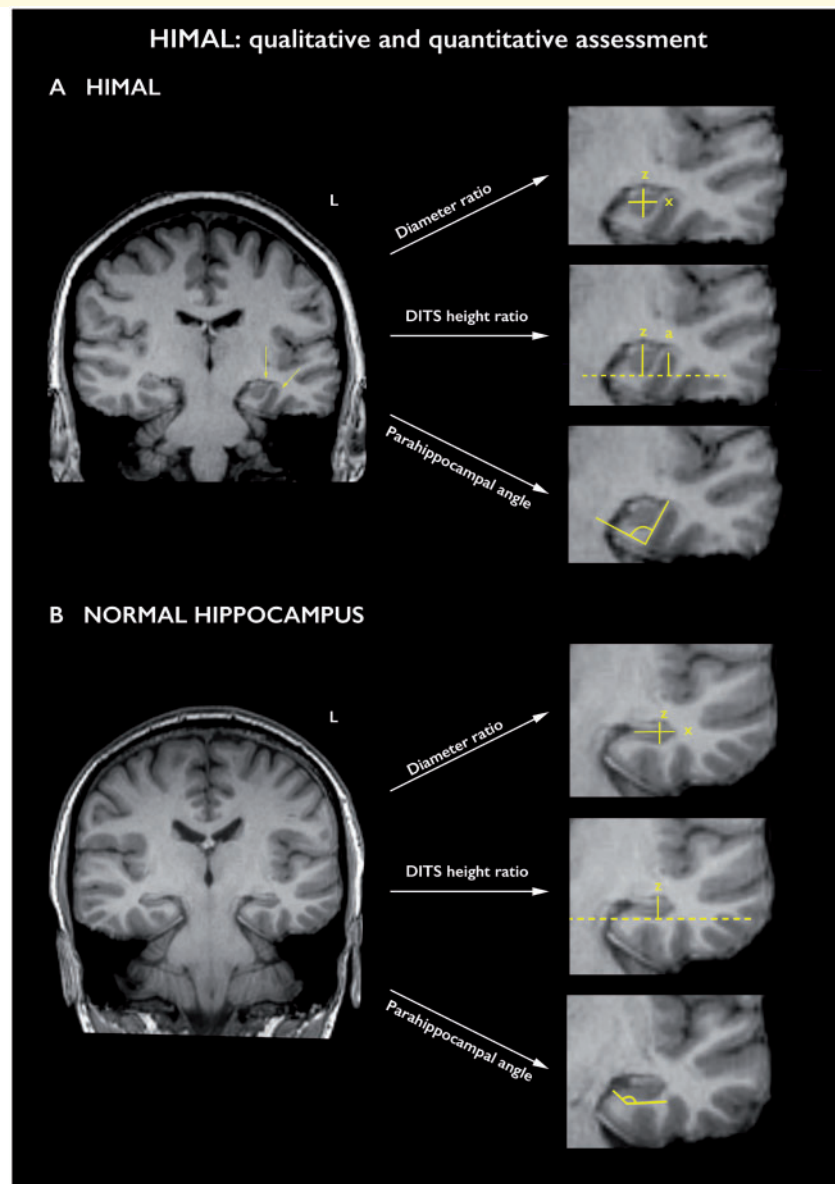 HIMAL: qualitative and quantitative assessment
A HIMAL
L
Diameter ratio
z
x
DITS height ratio
z a
Parahippocampal angle
B NORMAL HIPPOCAMPUS
L
Diameter ratio
z
x
DITS height ratio
z
Parahippocampal angle